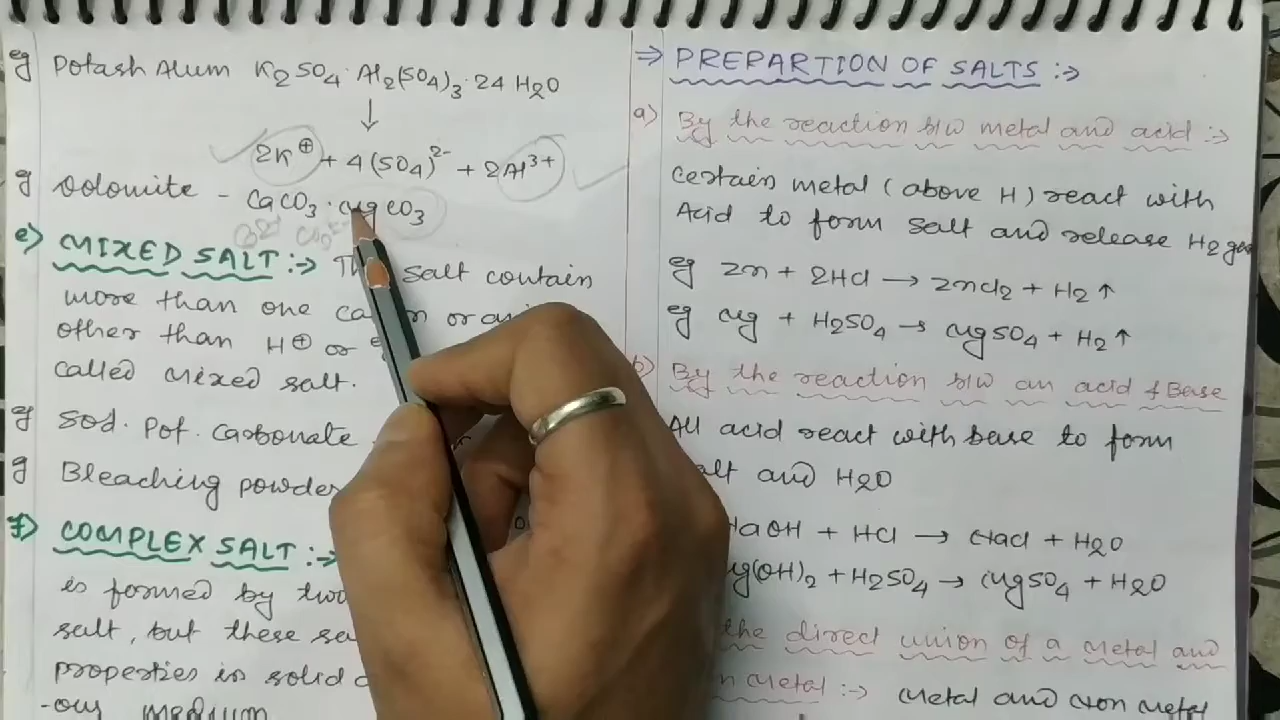 eg Potash Alum K2SO4·Al2(SO4)3·24H2O
↓
2K⊕ + 4(SO4)2- + 2Al3+
eg Dolomite - CaCO3·MgCO3
e) MIXED SALT :→ salt contain
more than one or
other than H⊕ or
called Mixed salt.
eg Sod. Pot. Carbonate
eg Bleaching powder
f) COMPLEX SALT :→
is formed by two
salt, but these
properties in solid
-ous medium
⇒ PREPARTION OF SALTS :→
a) By the reaction b/w metal and acid :→
Certain metal (above H) react with
Acid to form salt and release H2 gas
eg Zn + 2HCl → ZnCl2 + H2↑
eg Mg + H2SO4 → MgSO4 + H2↑
b) By the reaction b/w an acid & Base
All acid react with base to form
salt and H2O
NaOH + HCl → NaCl + H2O
Mg(OH)2 + H2SO4 → MgSO4 + H2O
the direct union of a Metal and
Metal :→ Metal and Non Metal